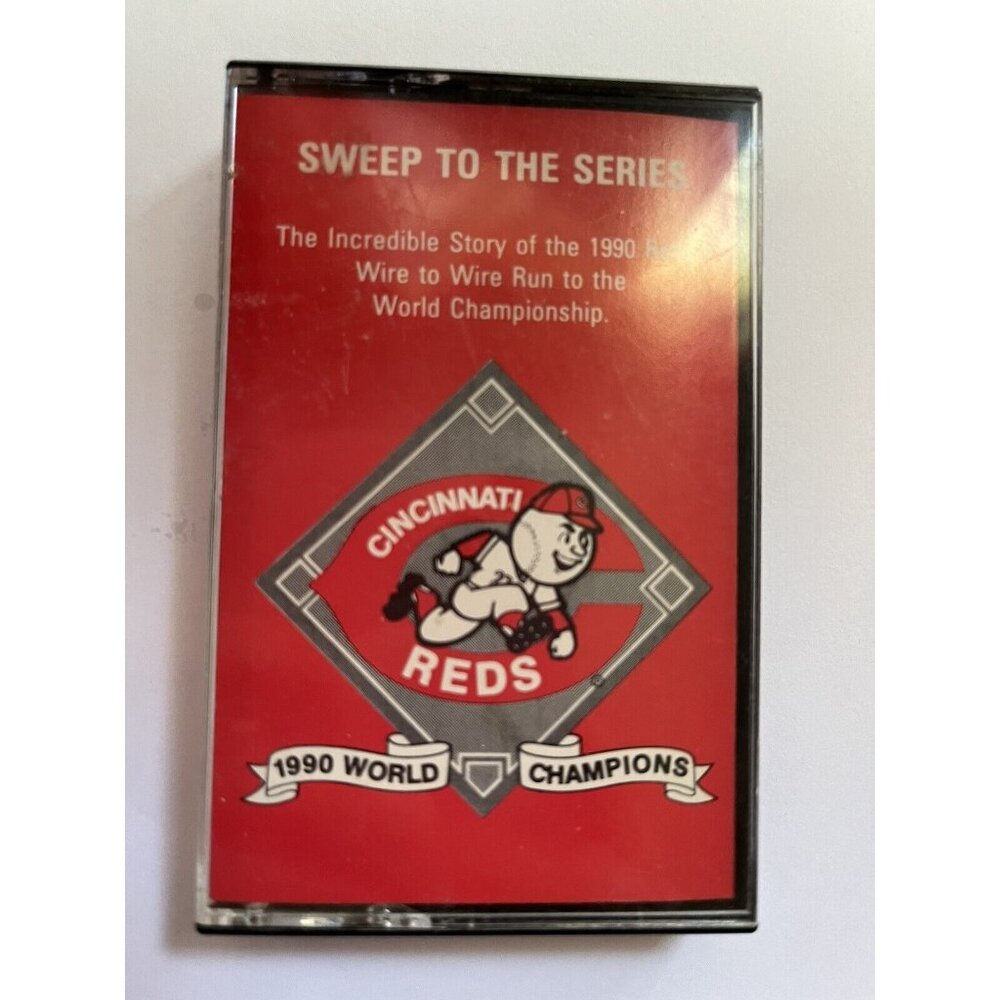 SWEEP TO THE SERIES
The Incredible Story of the 1990
Wire to Wire Run to the
World Championship.
CINCINNATI
REDS
®
1990 WORLD CHAMPIONS